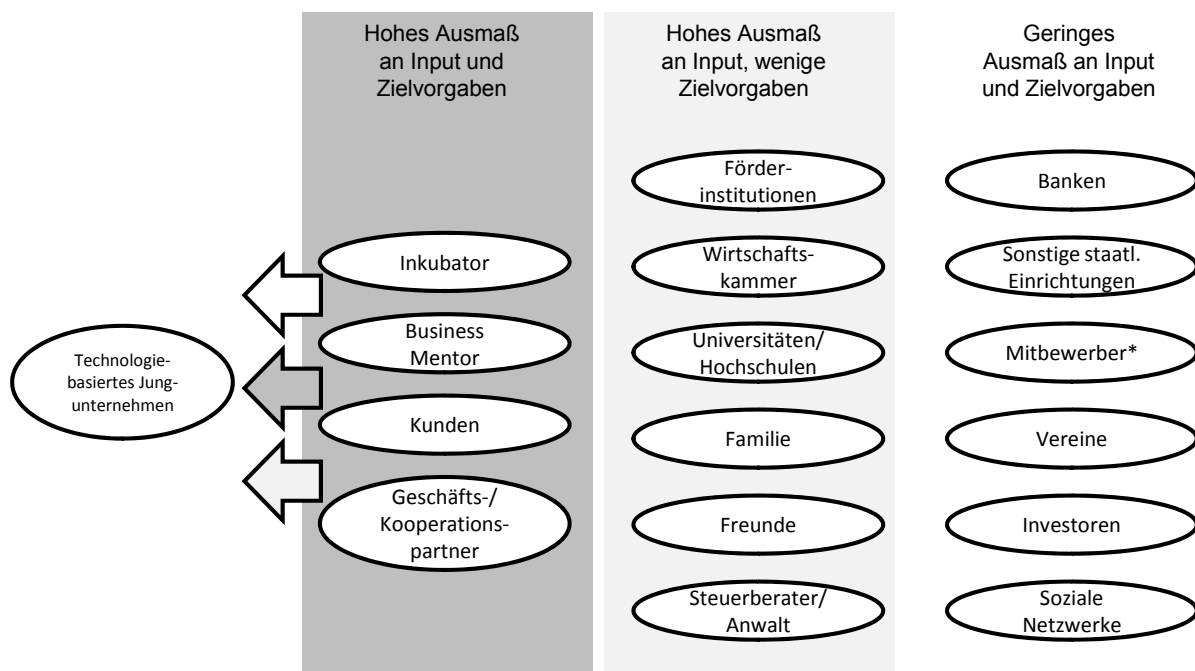 Hohes Ausmaß
an Input und
Zielvorgaben
Hohes Ausmaß
an Input, wenige
Zielvorgaben
Geringes
Ausmaß an Input
und Zielvorgaben
Technologie-
basiertes Jung-
unternehmen
Inkubator
Business
Mentor
Kunden
Geschäfts-/
Kooperations-
partner
Förder-
institutionen
Wirtschafts-
kammer
Universitäten/
Hochschulen
Familie
Freunde
Steuerberater/
Anwalt
Banken
Sonstige staatl.
Einrichtungen
Mitbewerber*
Vereine
Investoren
Soziale
Netzwerke